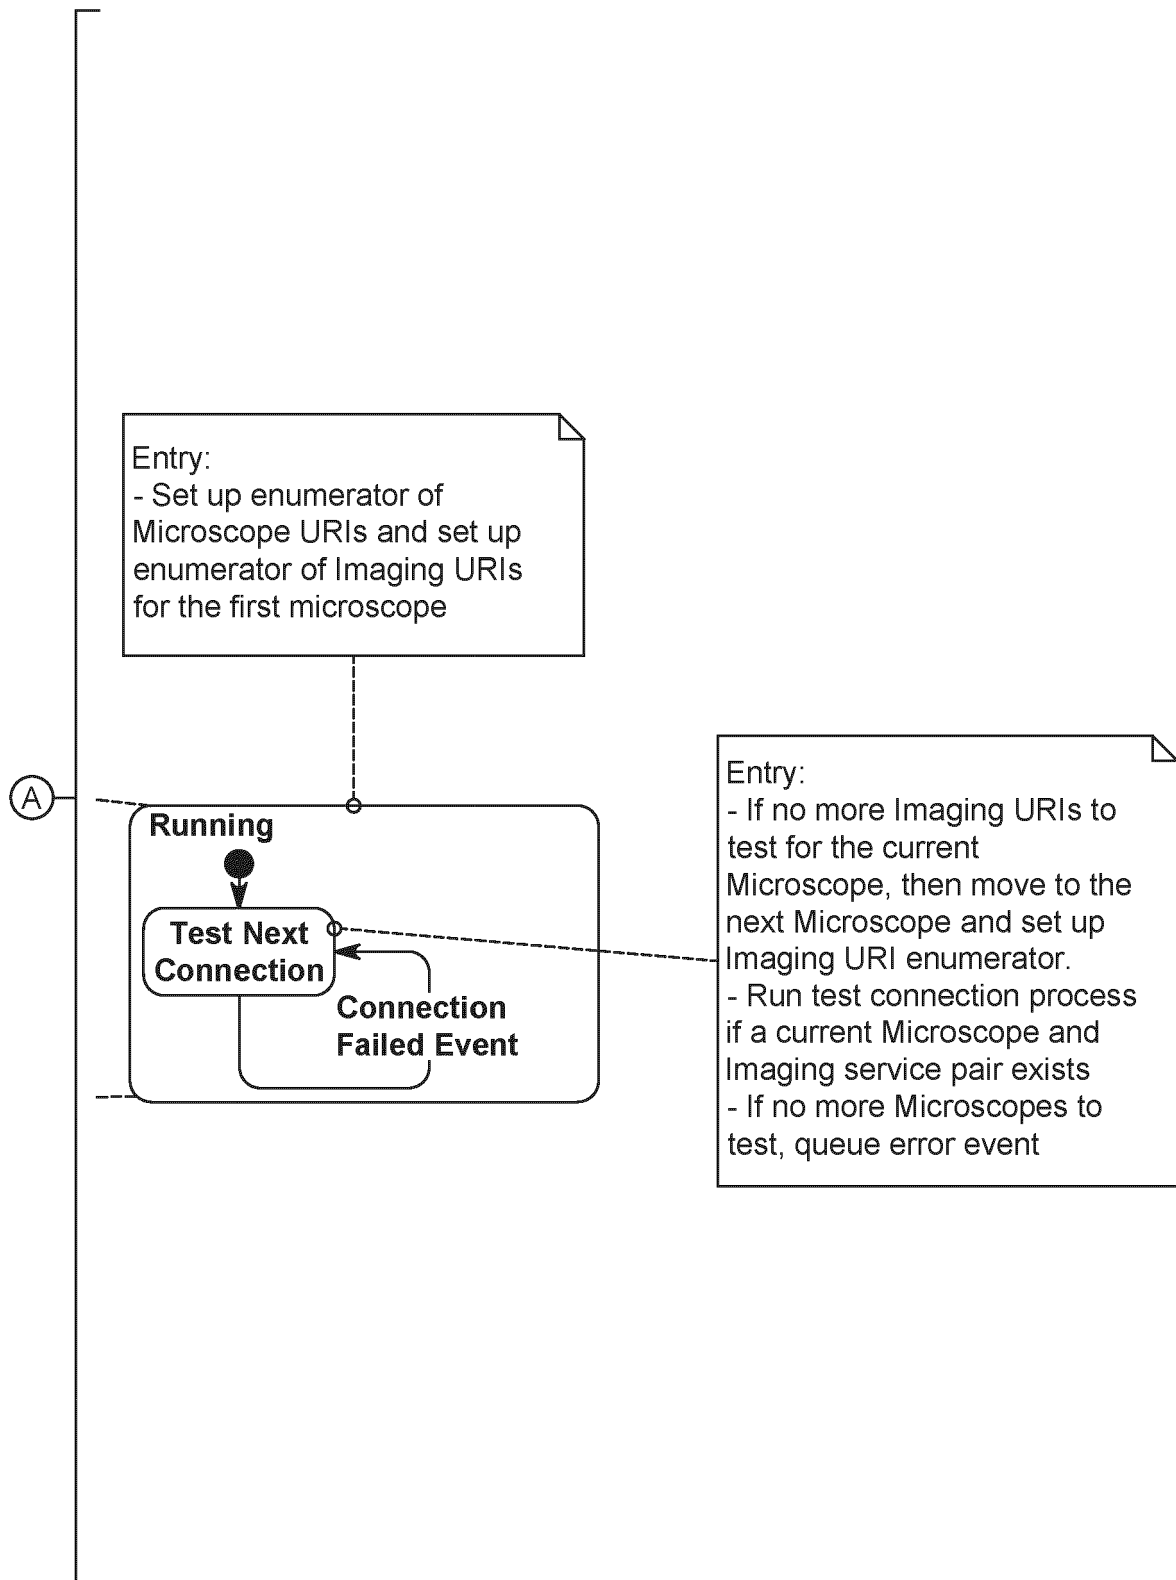 Entry:
- Set up enumerator of
Microscope URIs and set up
enumerator of Imaging URIs
for the first microscope
A
Running
Test Next
Connection
Connection
Failed Event
Entry:
- If no more Imaging URIs to
test for the current
Microscope, then move to the
next Microscope and set up
Imaging URI enumerator.
- Run test connection process
if a current Microscope and
Imaging service pair exists
- If no more Microscopes to
test, queue error event